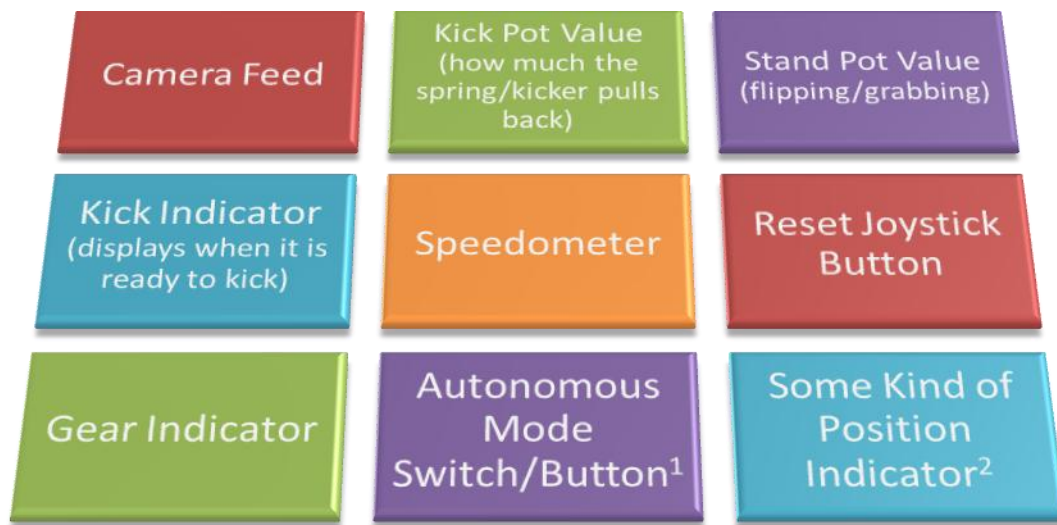 Camera Feed
Kick Pot Value
(how much the
spring/kicker pulls
back)
Stand Pot Value
(flipping/grabbing)
Kick Indicator
(displays when it is
ready to kick)
Speedometer
Reset Joystick
Button
Gear Indicator
Autonomous
Mode
Switch/Button¹
Some Kind of
Position
Indicator²